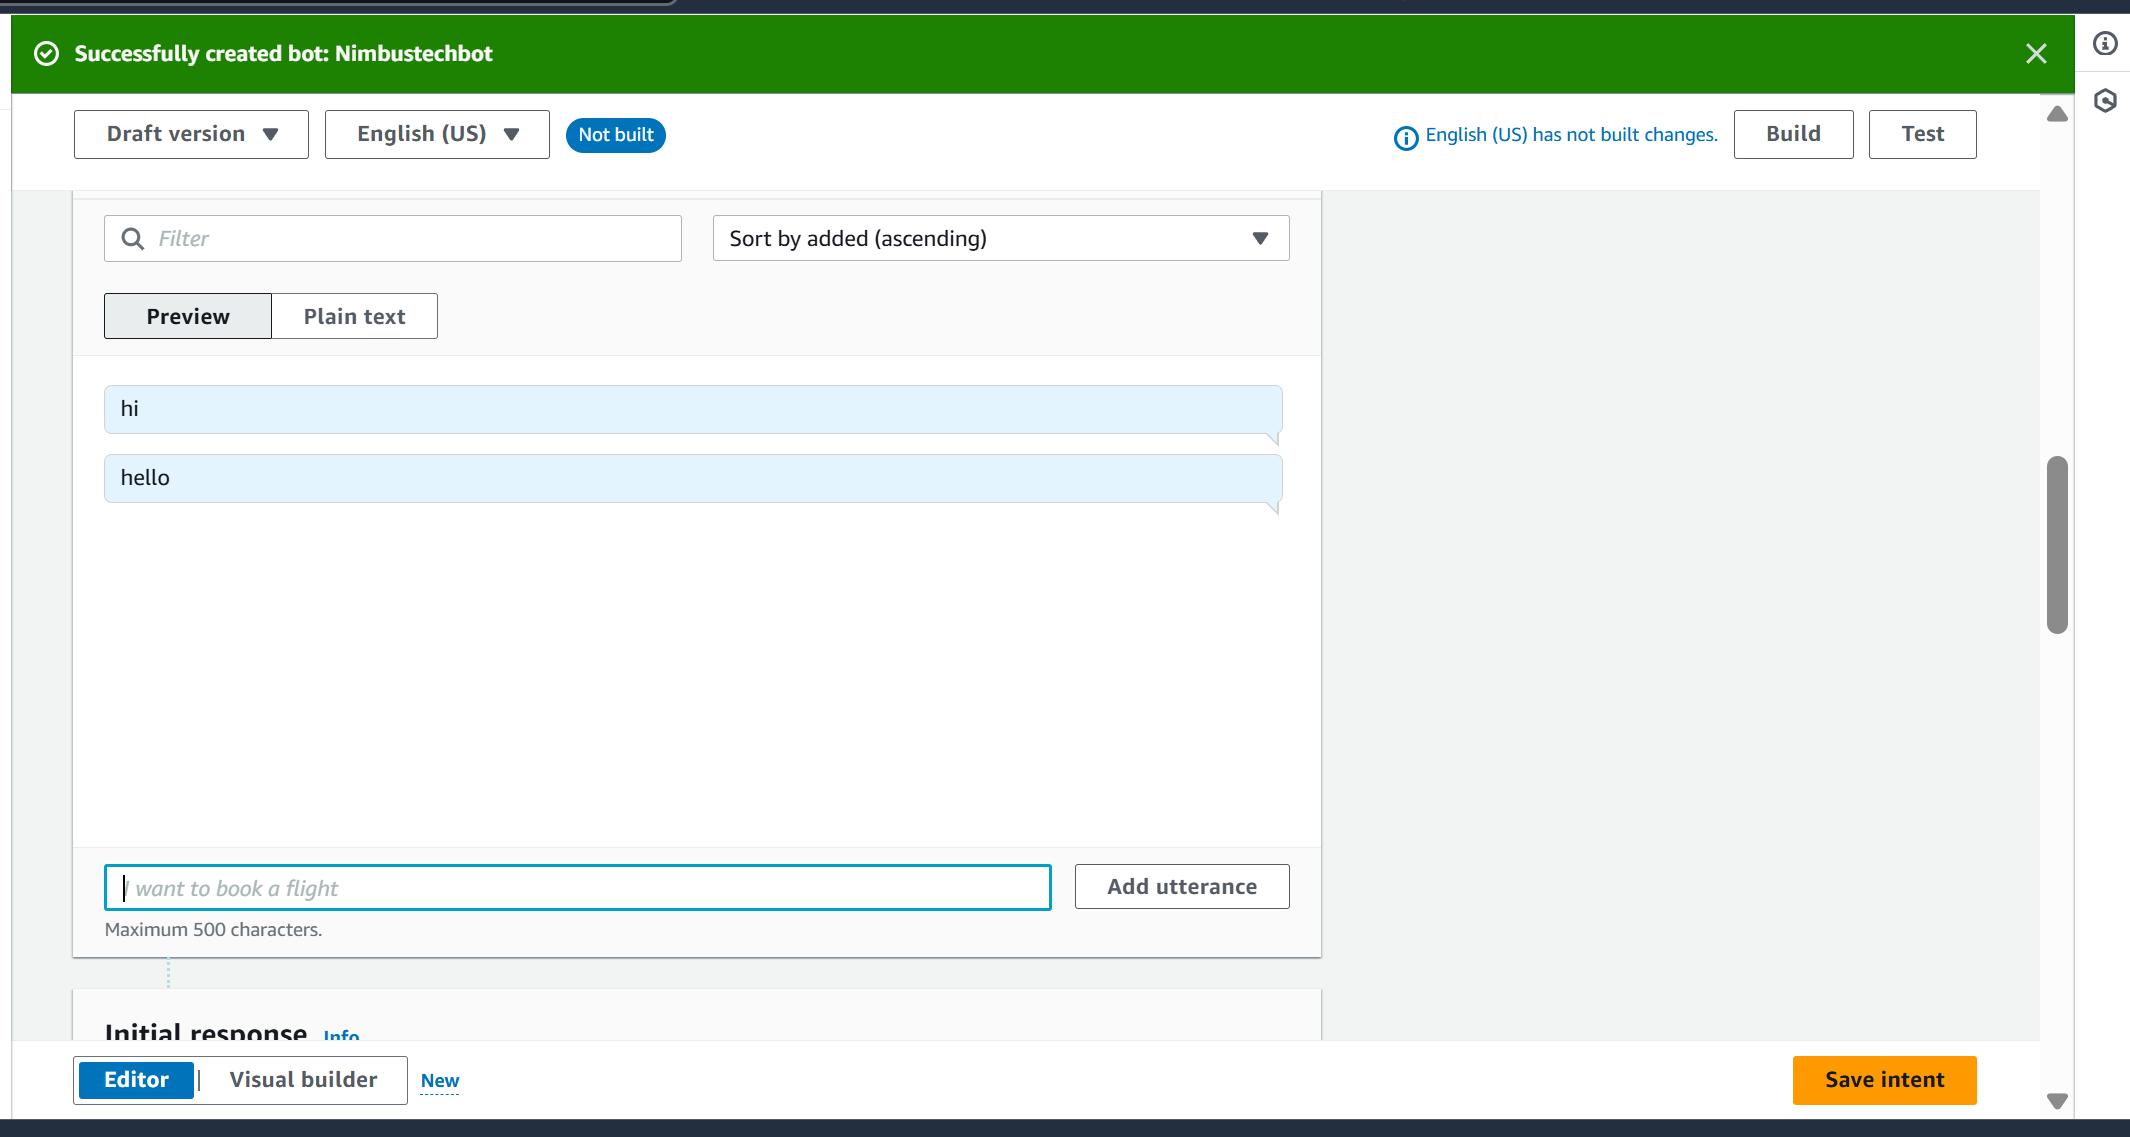 Successfully created bot: Nimbustechbot
Draft version
English (US)
Not built
English (US) has not built changes.
Build
Test
Filter
Sort by added (ascending)
Preview
Plain text
hi
hello
I want to book a flight
Add utterance
Maximum 500 characters.
Initial response Info
Editor | Visual builder New
Save intent